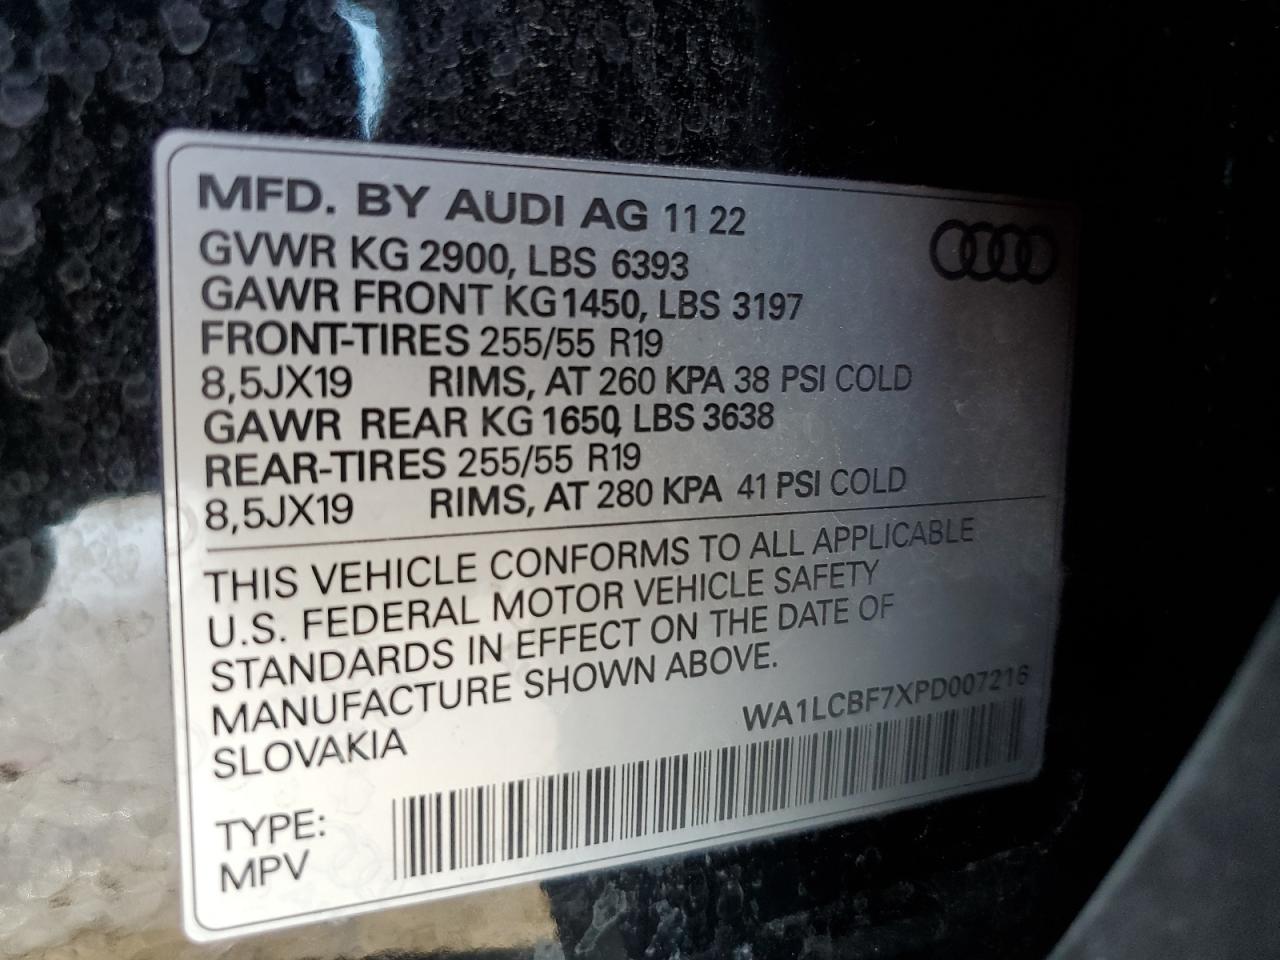 MFD. BY AUDI AG 11 22
GVWR KG 2900, LBS 6393
GAWR FRONT KG 1450, LBS 3197
FRONT-TIRES 255/55 R19
8,5JX19 RIMS, AT 260 KPA 38 PSI COLD
GAWR REAR KG 1650, LBS 3638
REAR-TIRES 255/55 R19
8,5JX19 RIMS, AT 280 KPA 41 PSI COLD
THIS VEHICLE CONFORMS TO ALL APPLICABLE
U.S. FEDERAL MOTOR VEHICLE SAFETY
STANDARDS IN EFFECT ON THE DATE OF
MANUFACTURE SHOWN ABOVE.
SLOVAKIA
WA1LCBF7XPD007216
TYPE:
MPV